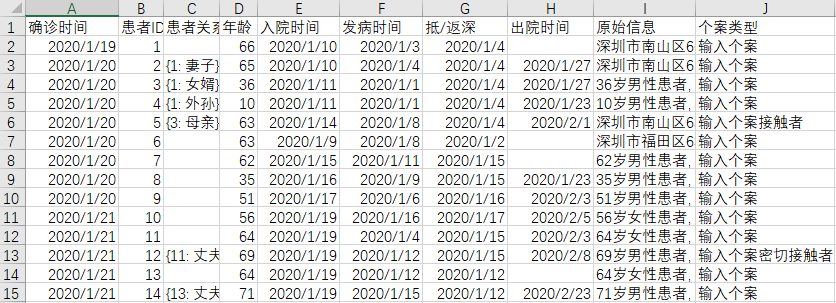 A B C D E F G H I J
1 确诊时间 患者ID 患者关系 年龄 入院时间 发病时间 抵/返深 出院时间 原始信息 个案类型
2 2020/1/19 1 66 2020/1/10 2020/1/3 2020/1/4 深圳市南山区6 输入个案
3 2020/1/20 2 {1: 妻子} 65 2020/1/10 2020/1/4 2020/1/4 2020/1/27 深圳市南山区6 输入个案
4 2020/1/20 3 {1: 女婿} 36 2020/1/11 2020/1/1 2020/1/4 2020/1/27 36岁男性患者, 输入个案
5 2020/1/20 4 {1: 外孙} 10 2020/1/11 2020/1/1 2020/1/4 2020/1/23 10岁男性患者, 输入个案
6 2020/1/20 5 {3: 母亲} 63 2020/1/14 2020/1/8 2020/1/4 2020/2/1 深圳市南山区6 输入个案接触者
7 2020/1/20 6 63 2020/1/9 2020/1/8 2020/1/2 深圳市福田区6 输入个案
8 2020/1/20 7 62 2020/1/15 2020/1/11 2020/1/15 62岁男性患者, 输入个案
9 2020/1/20 8 35 2020/1/16 2020/1/9 2020/1/15 2020/1/23 35岁男性患者, 输入个案
10 2020/1/20 9 51 2020/1/17 2020/1/6 2020/1/16 2020/2/3 51岁男性患者, 输入个案
11 2020/1/21 10 56 2020/1/19 2020/1/16 2020/1/17 2020/2/5 56岁女性患者, 输入个案
12 2020/1/21 11 64 2020/1/19 2020/1/4 2020/1/15 2020/2/3 64岁女性患者, 输入个案
13 2020/1/21 12 {11: 丈夫 69 2020/1/19 2020/1/12 2020/1/15 2020/2/8 69岁男性患者, 输入个案密切接触者
14 2020/1/21 13 64 2020/1/19 2020/1/12 2020/1/12 64岁女性患者, 输入个案
15 2020/1/21 14 {13: 丈夫 71 2020/1/19 2020/1/15 2020/1/12 2020/2/23 71岁男性患者, 输入个案